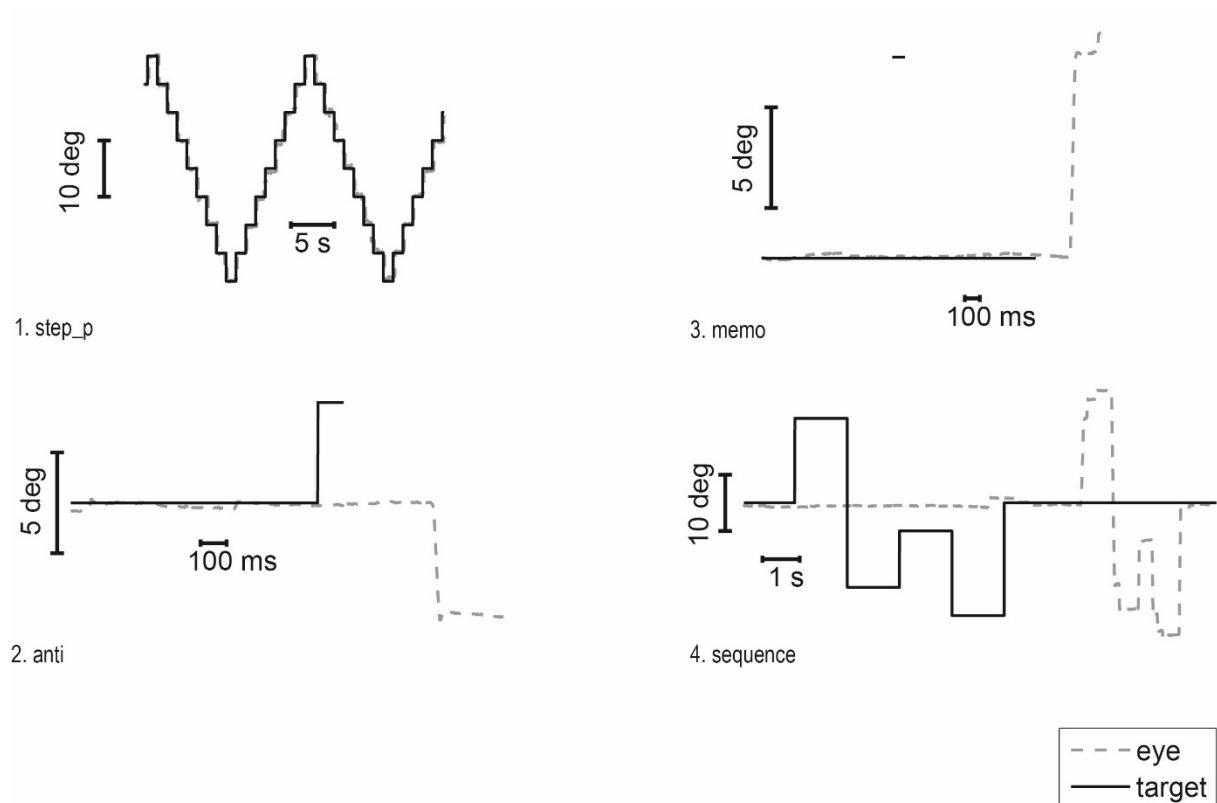 10 deg
5 s
1. step_p
5 deg
100 ms
2. anti
5 deg
100 ms
3. memo
10 deg
1 s
4. sequence
eye
target